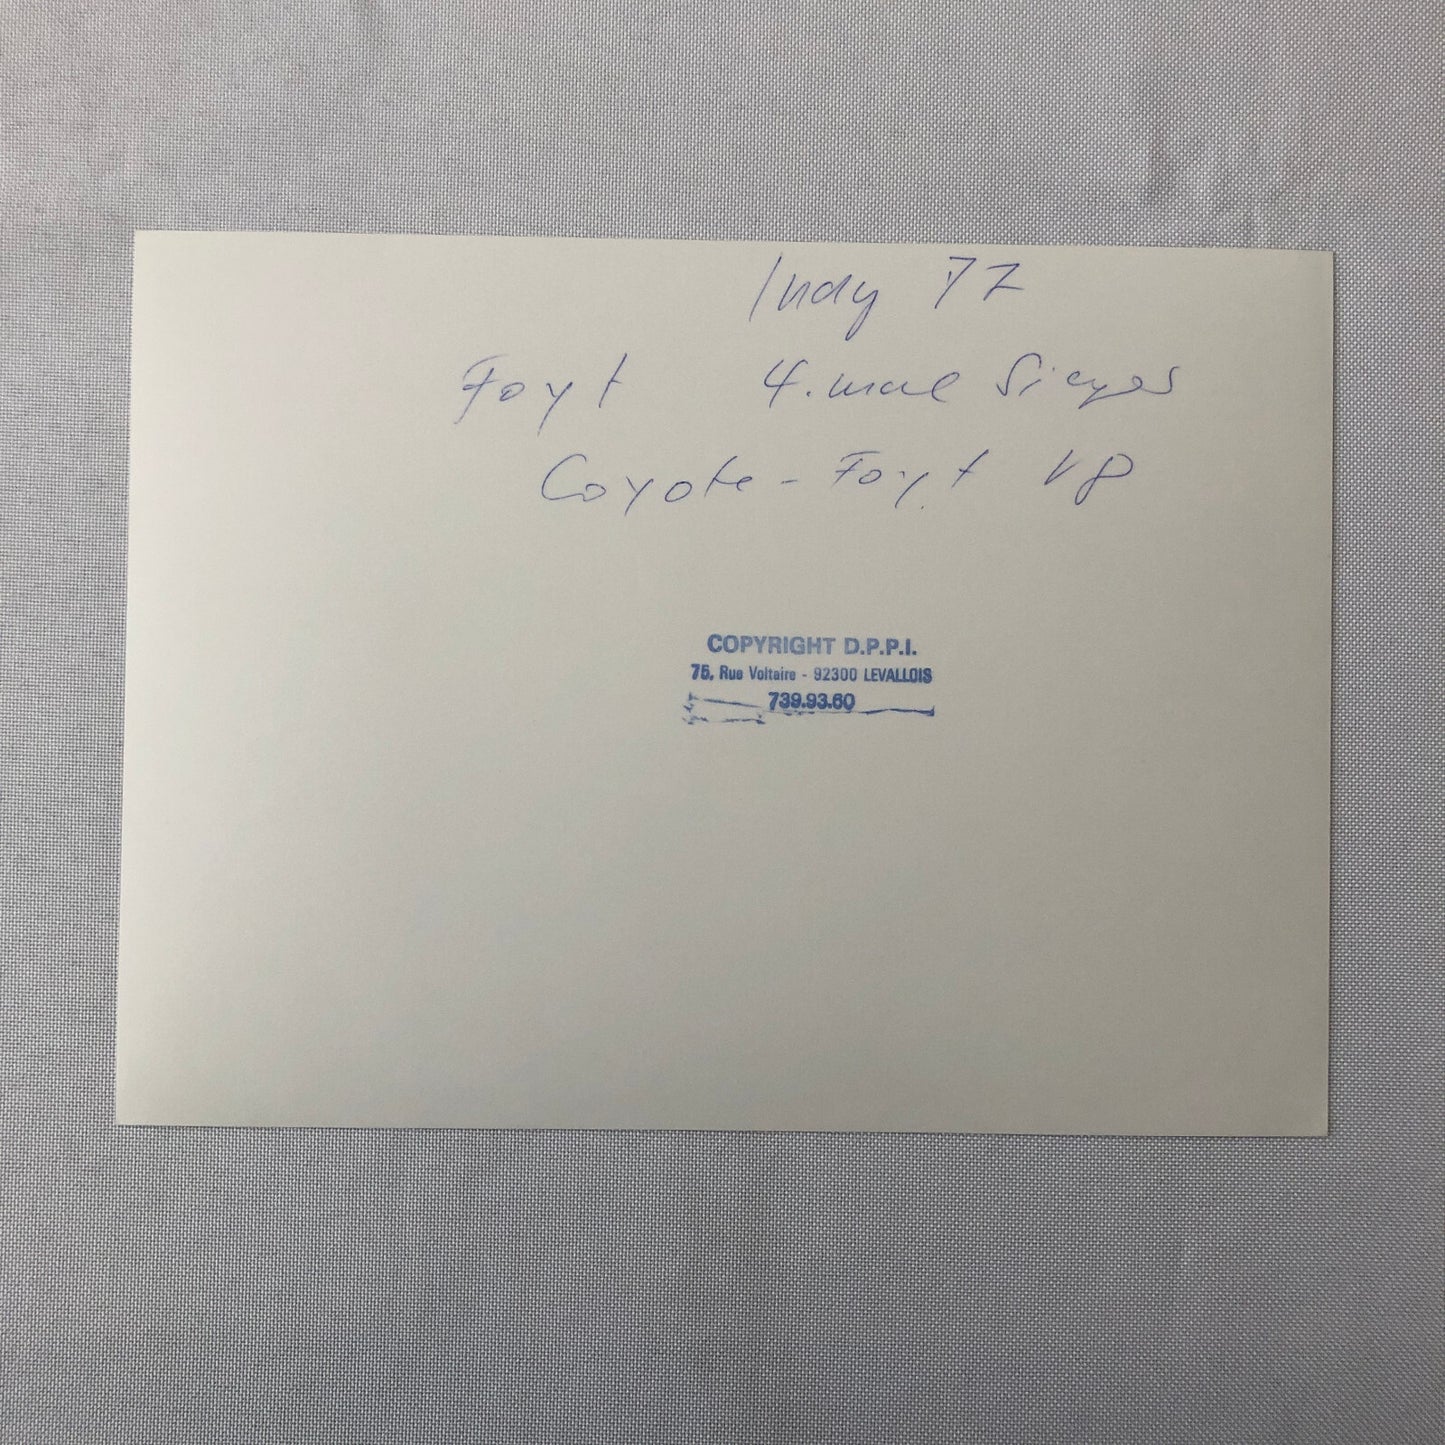 Indy 77
Foyt 4. mal Sieger
Coyote - Foyt V8
COPYRIGHT D.P.P.I.
75, Rue Voltaire - 92300 LEVALLOIS
739.93.60